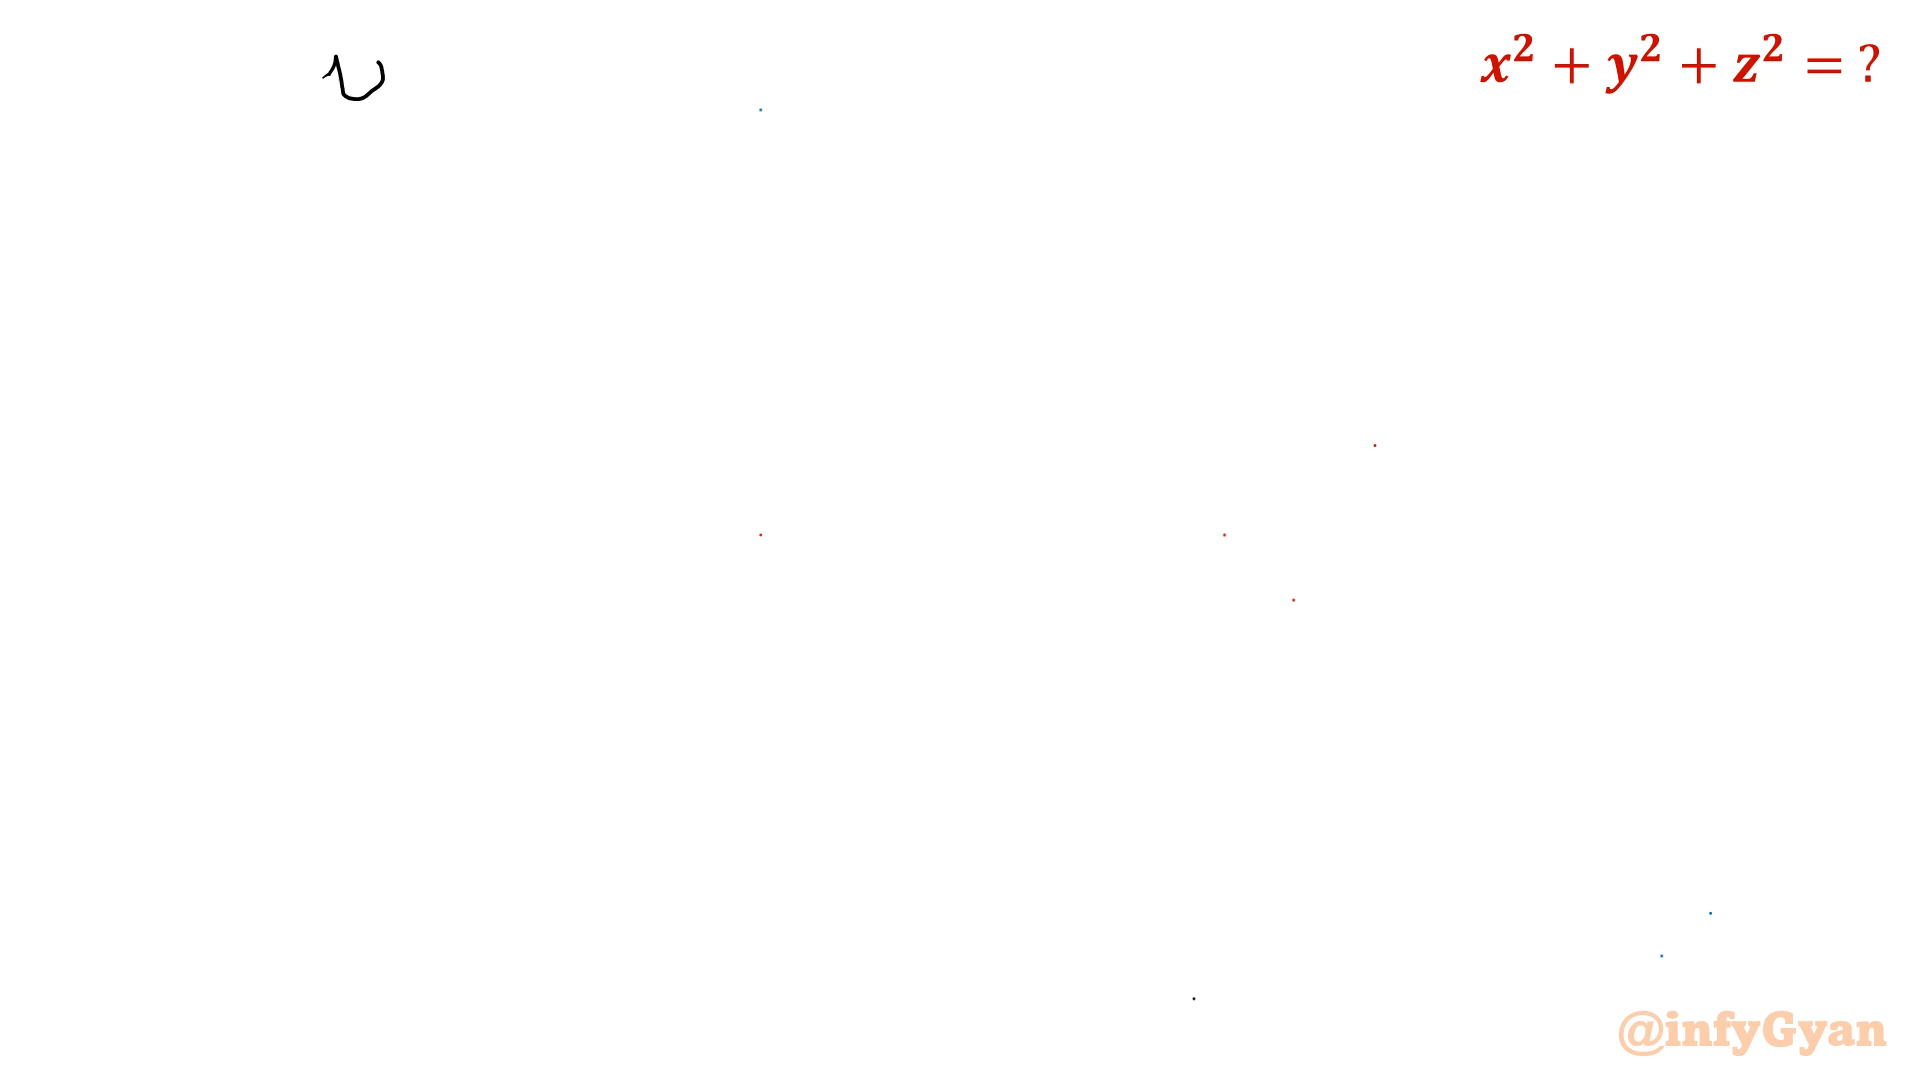 x² + y² + z² = ?
@infyGyan